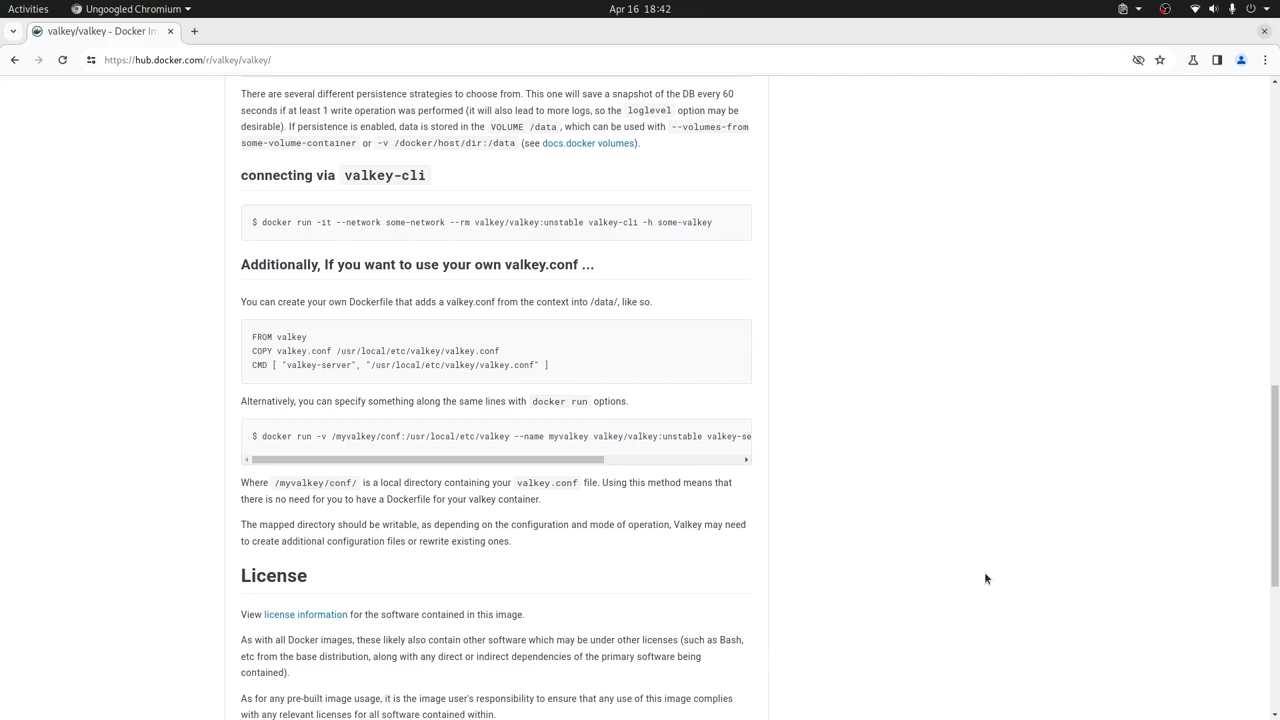 Activities
Ungoogled Chromium
Apr 16 18:42
valkey/valkey - Docker Im
https://hub.docker.com/r/valkey/valkey/
There are several different persistence strategies to choose from. This one will save a snapshot of the DB every 60
seconds if at least 1 write operation was performed (it will also lead to more logs, so the loglevel option may be
desirable). If persistence is enabled, data is stored in the VOLUME /data, which can be used with --volumes-from
some-volume-container or -v /docker/host/dir:/data (see docs.docker volumes).
connecting via valkey-cli
$ docker run -it --network some-network --rm valkey/valkey:unstable valkey-cli -h some-valkey
Additionally, If you want to use your own valkey.conf ...
You can create your own Dockerfile that adds a valkey.conf from the context into /data/, like so.
FROM valkey
COPY valkey.conf /usr/local/etc/valkey/valkey.conf
CMD [ "valkey-server", "/usr/local/etc/valkey/valkey.conf" ]
Alternatively, you can specify something along the same lines with docker run options.
$ docker run -v /myvalkey/conf:/usr/local/etc/valkey --name myvalkey valkey/valkey:unstable valkey-se
Where /myvalkey/conf/ is a local directory containing your valkey.conf file. Using this method means that
there is no need for you to have a Dockerfile for your valkey container.
The mapped directory should be writable, as depending on the configuration and mode of operation, Valkey may need
to create additional configuration files or rewrite existing ones.
License
View license information for the software contained in this image.
As with all Docker images, these likely also contain other software which may be under other licenses (such as Bash,
etc from the base distribution, along with any direct or indirect dependencies of the primary software being
contained).
As for any pre-built image usage, it is the image user's responsibility to ensure that any use of this image complies
with any relevant licenses for all software contained within.